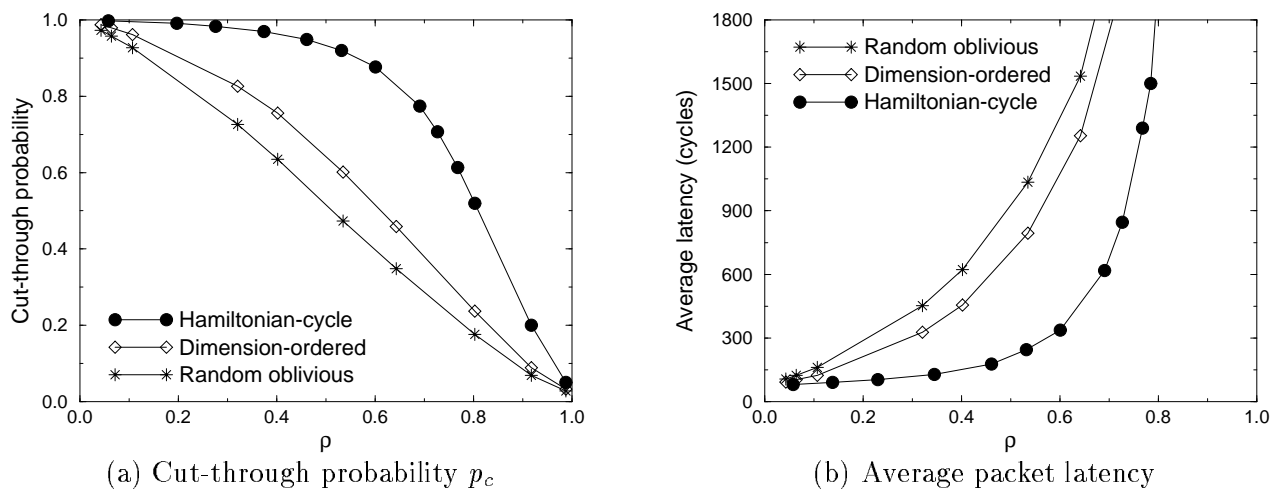 1.0
0.8
0.6
0.4
0.2
0.0
Cut-through probability
Hamiltonian-cycle
Dimension-ordered
Random oblivious
0.0 0.2 0.4 0.6 0.8 1.0
ρ
(a) Cut-through probability p_c
1800
1500
1200
900
600
300
0
Average latency (cycles)
Random oblivious
Dimension-ordered
Hamiltonian-cycle
0.0 0.2 0.4 0.6 0.8 1.0
ρ
(b) Average packet latency